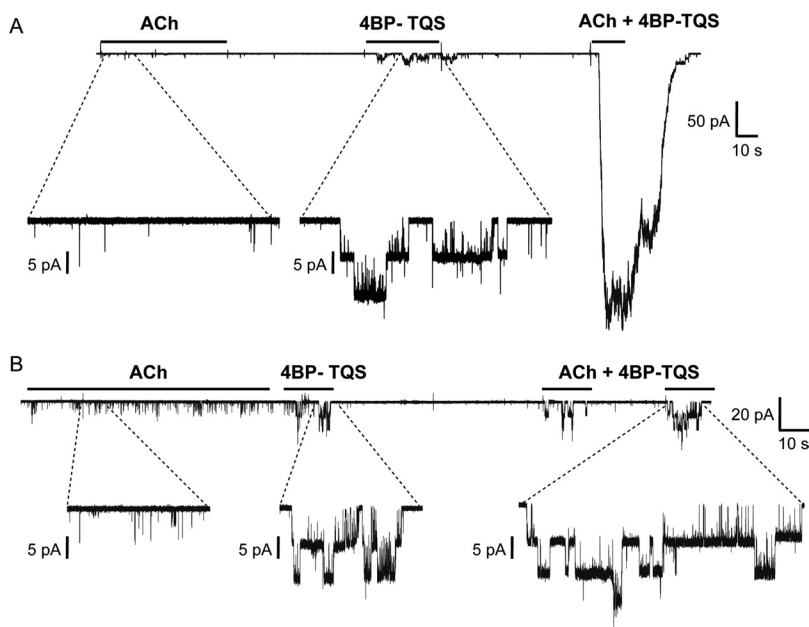 A
ACh
4BP- TQS
ACh + 4BP-TQS
50 pA
10 s
5 pA
5 pA
B
ACh
4BP- TQS
ACh + 4BP-TQS
20 pA
10 s
5 pA
5 pA
5 pA